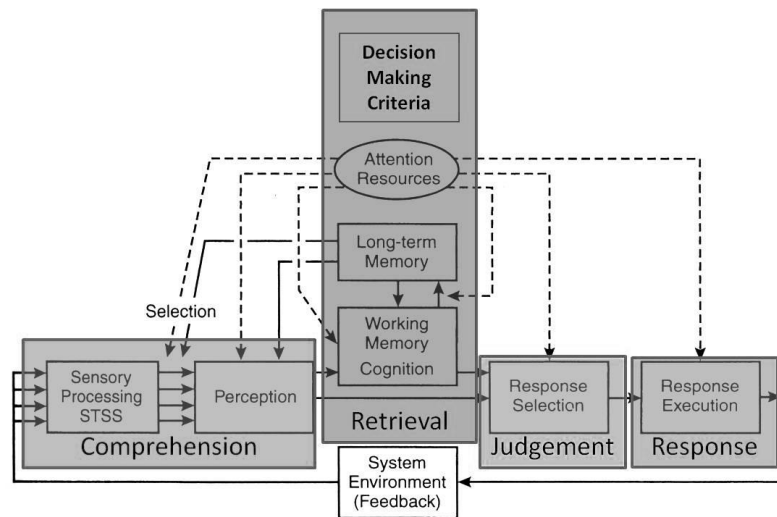 Decision
Making
Criteria
Attention
Resources
Long-term
Memory
Selection
Working
Memory
Cognition
Sensory
Processing
STSS
Perception
Response
Selection
Response
Execution
Comprehension
Retrieval
Judgement
Response
System
Environment
(Feedback)